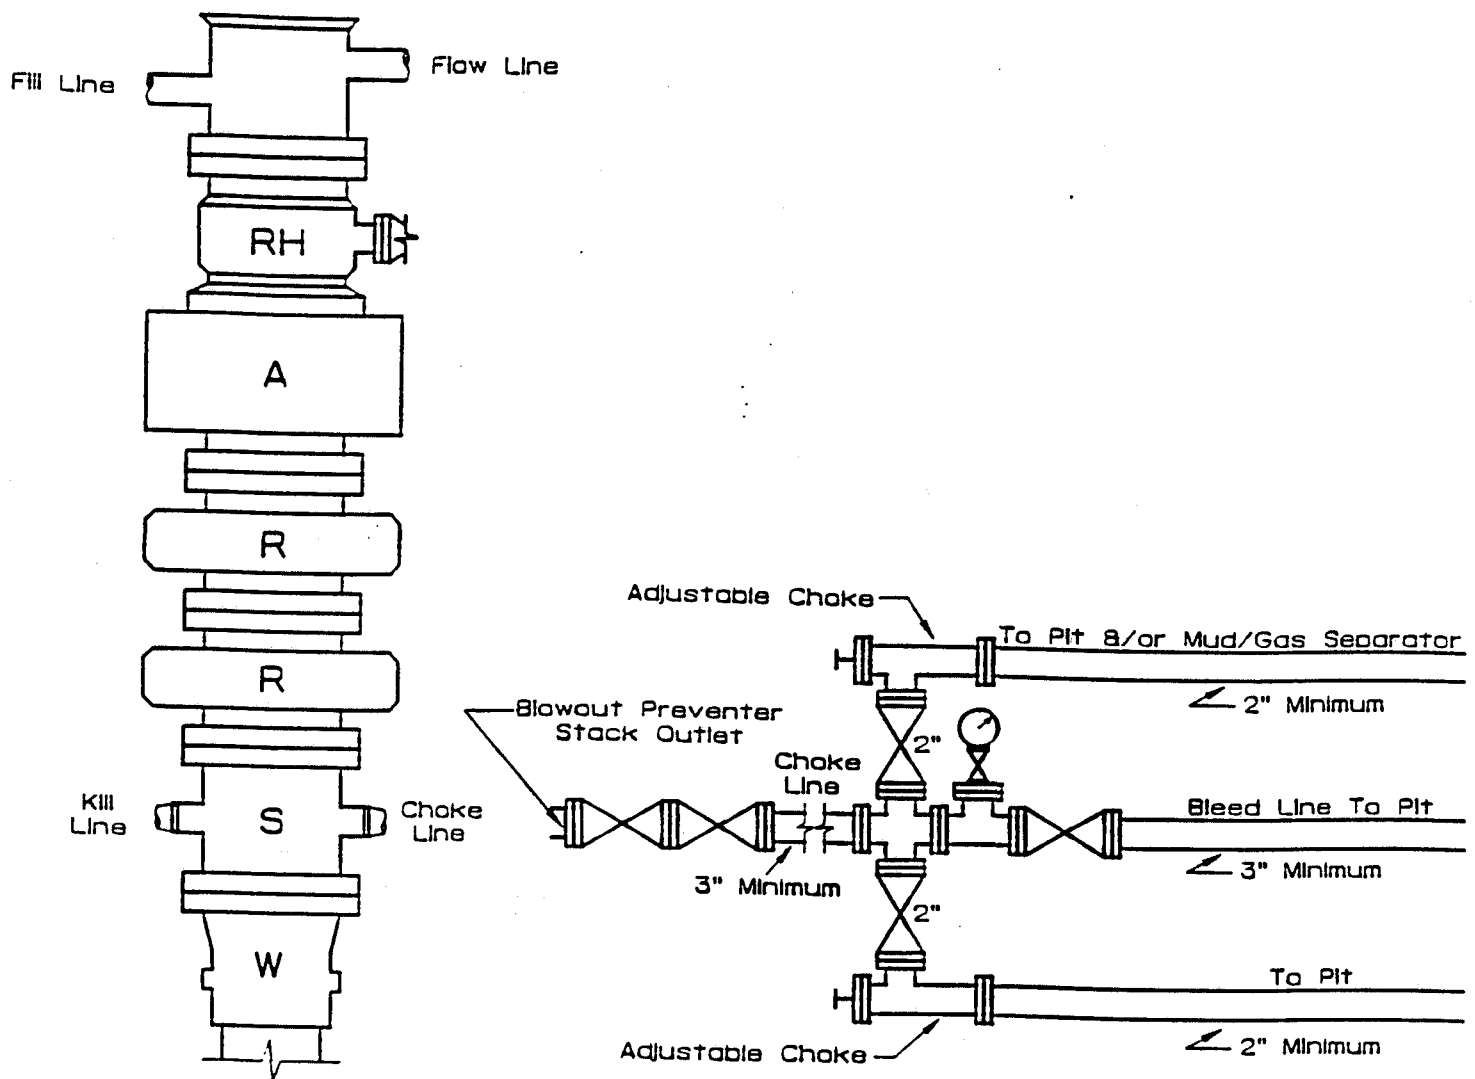 Fill Line
Flow Line
RH
A
R
R
Kill
Line
S
Choke
Line
W
Adjustable Choke
To Pit &/or Mud/Gas Separator
2" Minimum
Blowout Preventer
Stack Outlet
2"
Choke
Line
Bleed Line To Pit
3" Minimum
3" Minimum
2"
To Pit
Adjustable Choke
2" Minimum